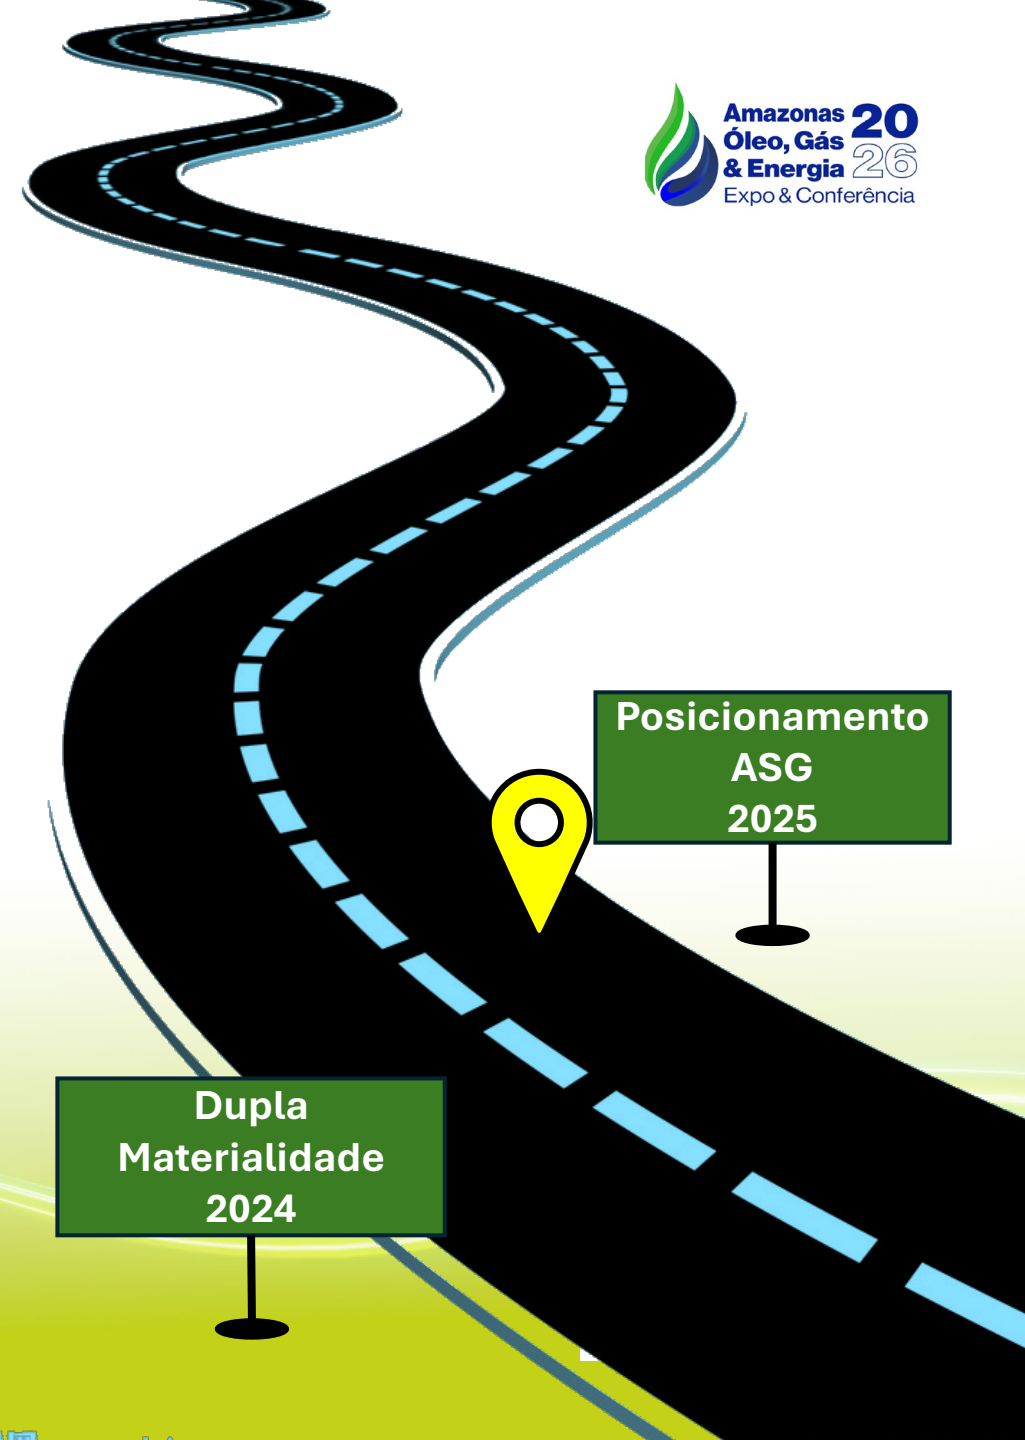 Amazonas
Óleo, Gás
& Energia
2026
Expo & Conferência
Posicionamento
ASG
2025
Dupla
Materialidade
2024